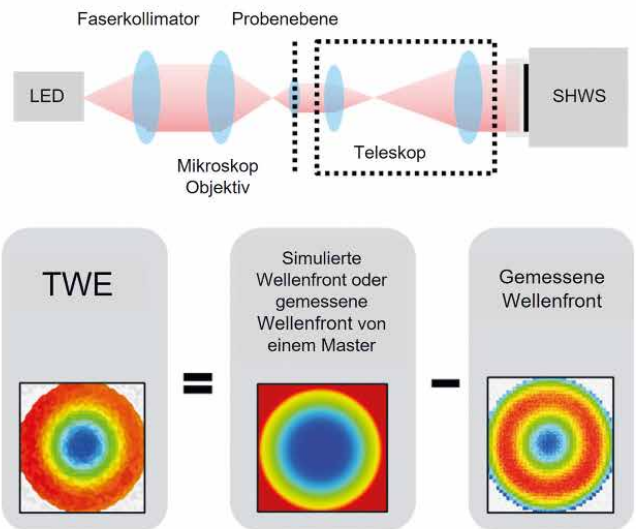 Faserkollimator
Probenebene
LED
SHWS
Mikroskop
Objektiv
Teleskop
TWE
=
Simulierte
Wellenfront oder
gemessene
Wellenfront von
einem Master
-
Gemessene
Wellenfront